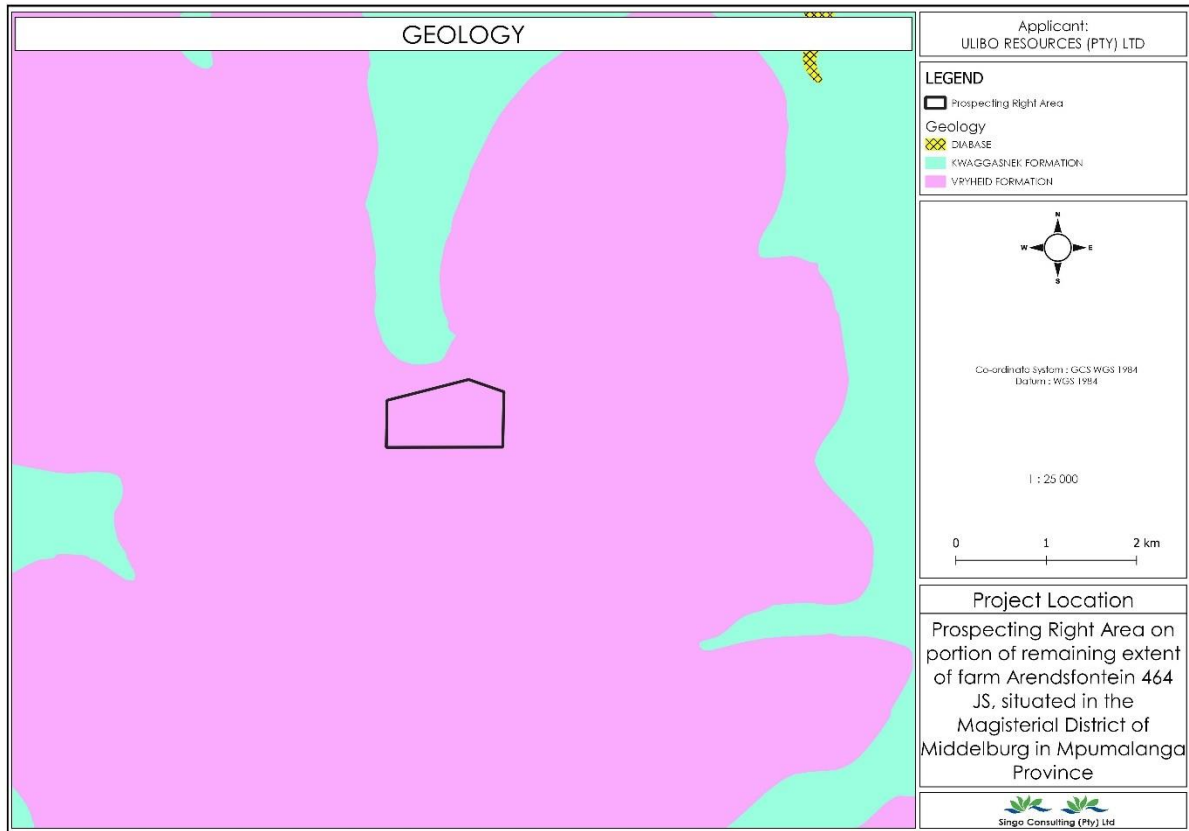 GEOLOGY
Applicant:
ULIBO RESOURCES (PTY) LTD
LEGEND
Prospecting Right Area
Geology
DIABASE
KWAGGASNEK FORMATION
VRYHEID FORMATION
N
W E
S
Co-ordinate System : GCS WGS 1984
Datum : WGS 1984
1 : 25 000
0 1 2 km
Project Location
Prospecting Right Area on
portion of remaining extent
of farm Arendsfontein 464
JS, situated in the
Magisterial District of
Middelburg in Mpumalanga
Province
Singo Consulting (Pty) Ltd